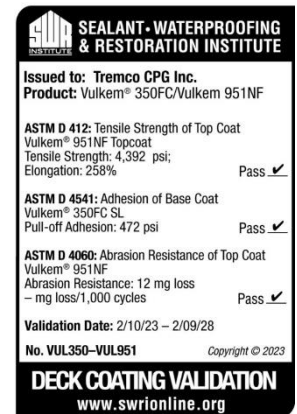 SWR
INSTITUTE
SEALANT • WATERPROOFING
& RESTORATION INSTITUTE
Issued to: Tremco CPG Inc.
Product: Vulkem® 350FC/Vulkem 951NF
ASTM D 412: Tensile Strength of Top Coat
Vulkem® 951NF Topcoat
Tensile Strength: 4,392 psi;
Elongation: 258% Pass ✔
ASTM D 4541: Adhesion of Base Coat
Vulkem® 350FC SL
Pull-off Adhesion: 472 psi Pass ✔
ASTM D 4060: Abrasion Resistance of Top Coat
Vulkem® 951NF
Abrasion Resistance: 12 mg loss
– mg loss/1,000 cycles Pass ✔
Validation Date: 2/10/23 – 2/09/28
No. VUL350–VUL951 Copyright © 2023
DECK COATING VALIDATION
www.swrionline.org